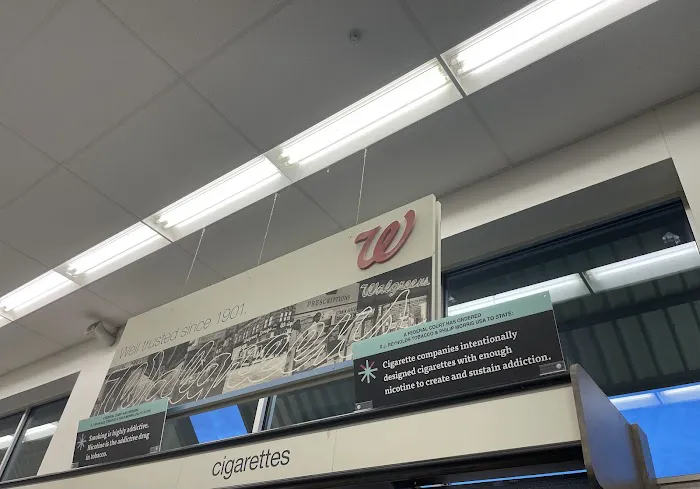 W
Well trusted since 1901.
PRESCRIPTIONS
Walgreens
A FEDERAL COURT HAS ORDERED
R.J. REYNOLDS TOBACCO & PHILIP MORRIS USA TO STATE:
Cigarette companies intentionally
designed cigarettes with enough
nicotine to create and sustain addiction.
Smoking is highly addictive.
Nicotine is the addictive drug
in tobacco.
cigarettes